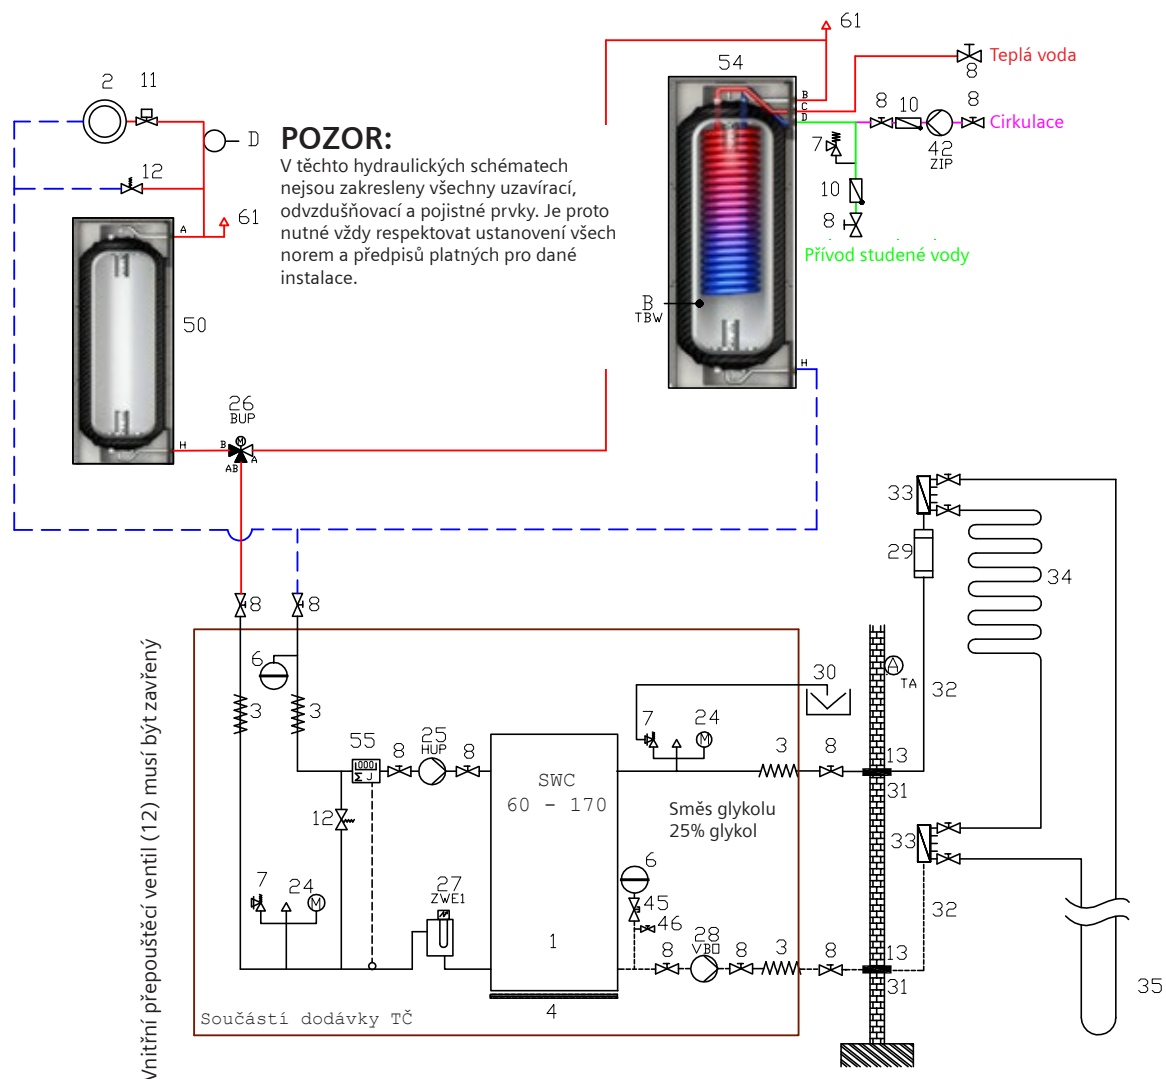 61
54
B
C
D
H
8
Teplá voda
8
10
8
Cirkulace
7
42
ZIP
10
8
Přívod studené vody
B
TBW
2
11
D
12
61
A
50
H
POZOR:
V těchto hydraulických schématech
nejsou zakresleny všechny uzavírací,
odvzdušňovací a pojistné prvky. Je proto
nutné vždy respektovat ustanovení všech
norem a předpisů platných pro dané
instalace.
26
BUP
M
B
A
AB
33
29
34
8
8
Vnitřní přepouštěcí ventil (12) musí být zavřený
6
3
3
55
000
Σ J
8
25
HUP
8
12
7
24
M
27
ZWE1
SWC
60 - 170
1
4
30
7
24
M
3
8
Směs glykolu
25% glykol
6
45
46
8
28
VBO
8
3
8
A
TA
32
13
31
33
32
13
31
35
Součástí dodávky TČ